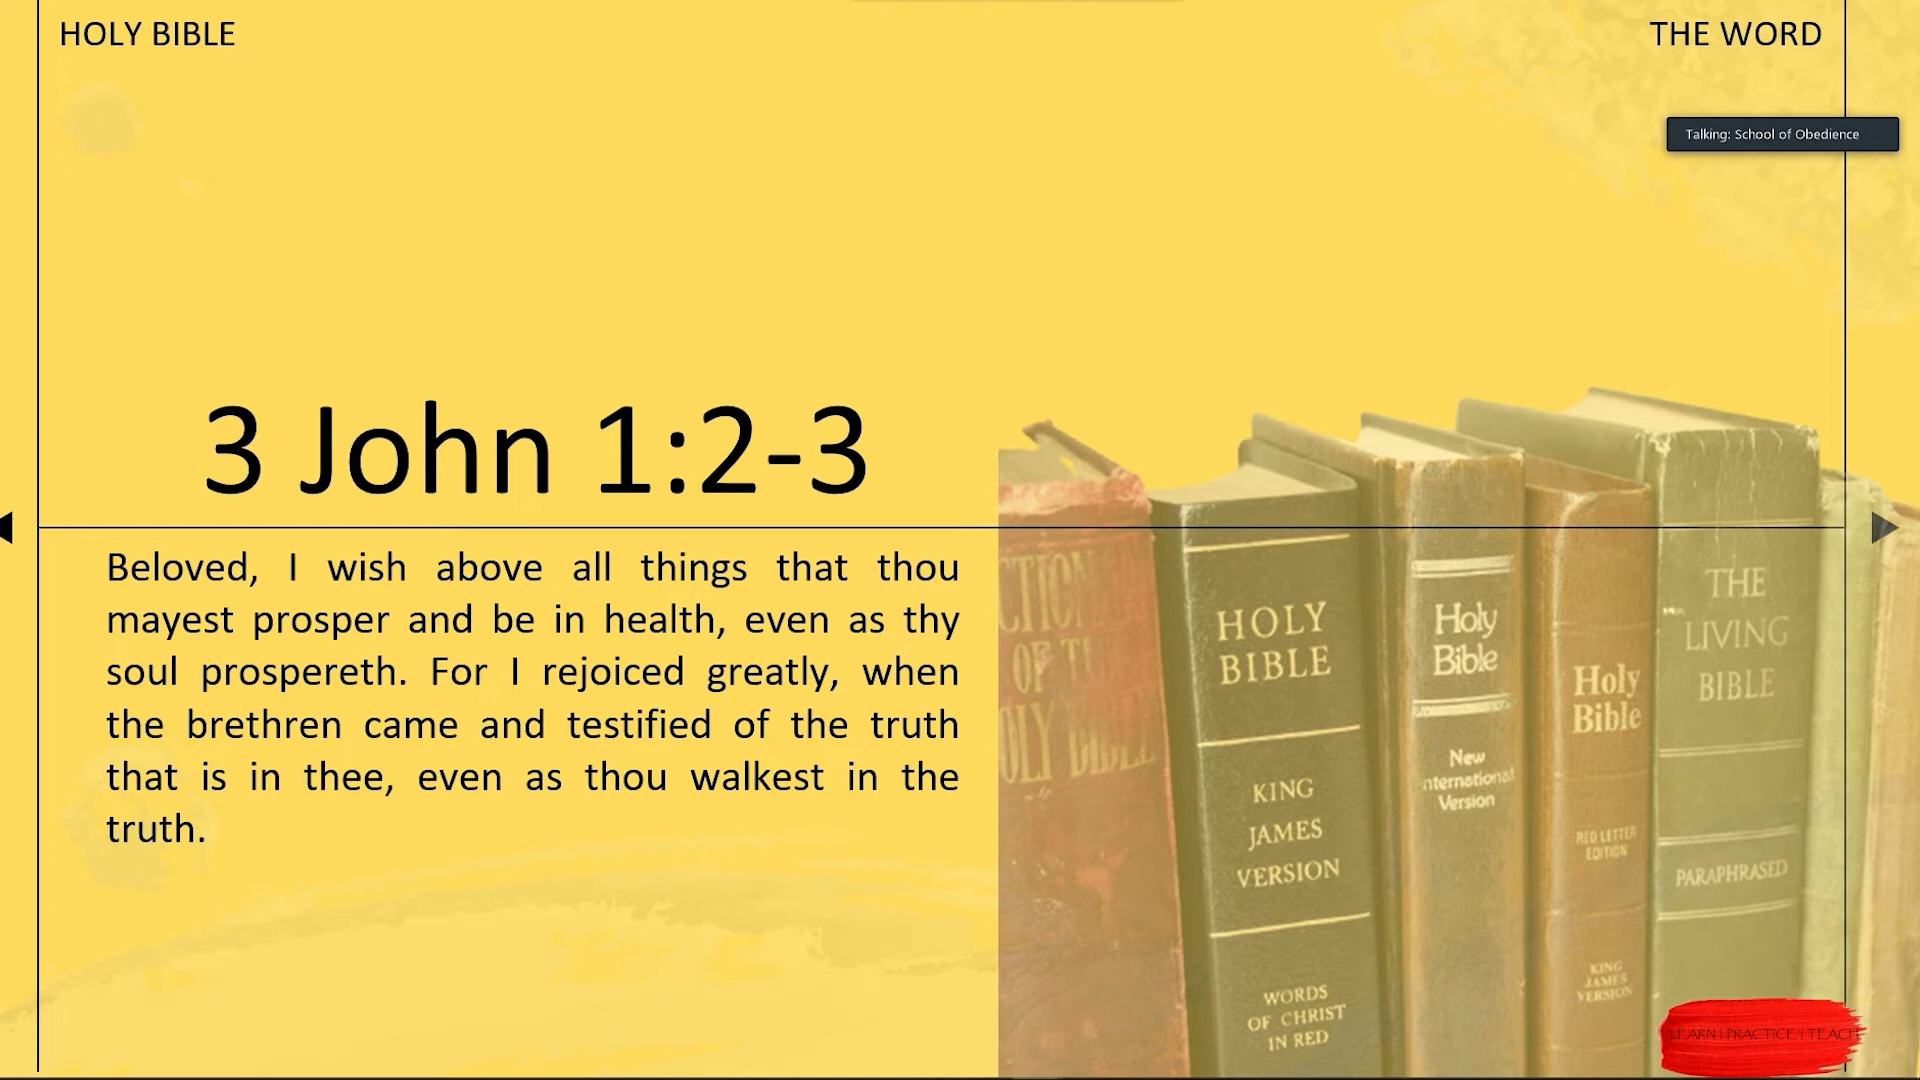 HOLY BIBLE
THE WORD
Talking: School of Obedience
3 John 1:2-3
Beloved, I wish above all things that thou
mayest prosper and be in health, even as thy
soul prospereth. For I rejoiced greatly, when
the brethren came and testified of the truth
that is in thee, even as thou walkest in the
truth.
OF
HOLY
BIBLE
KING
JAMES
VERSION
WORDS
OF CHRIST
IN RED
Holy
Bible
New
International
Version
Holy
Bible
RED LETTER
EDITION
KING
JAMES
VERSION
THE
LIVING
BIBLE
PARAPHRASED
LEARN | PRACTICE | TEACH